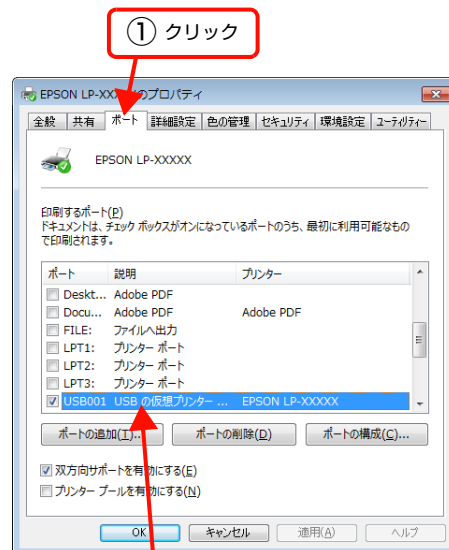 ① クリック
EPSON LP-XXXXXのプロパティ
全般 共有 ポート 詳細設定 色の管理 セキュリティ 環境設定 ユーティリティー
EPSON LP-XXXXX
印刷するポート(P)
ドキュメントは、チェック ボックスがオンになっているポートのうち、最初に利用可能なもの
で印刷されます。
ポート 説明 プリンター
Deskt... Adobe PDF
Docu... Adobe PDF Adobe PDF
FILE: ファイルへ出力
LPT1: プリンター ポート
LPT2: プリンター ポート
LPT3: プリンター ポート
USB001 USB の仮想プリンター ... EPSON LP-XXXXX
ポートの追加(T)... ポートの削除(D) ポートの構成(C)...
双方向サポートを有効にする(E)
プリンター プールを有効にする(N)
OK キャンセル 適用(A) ヘルプ